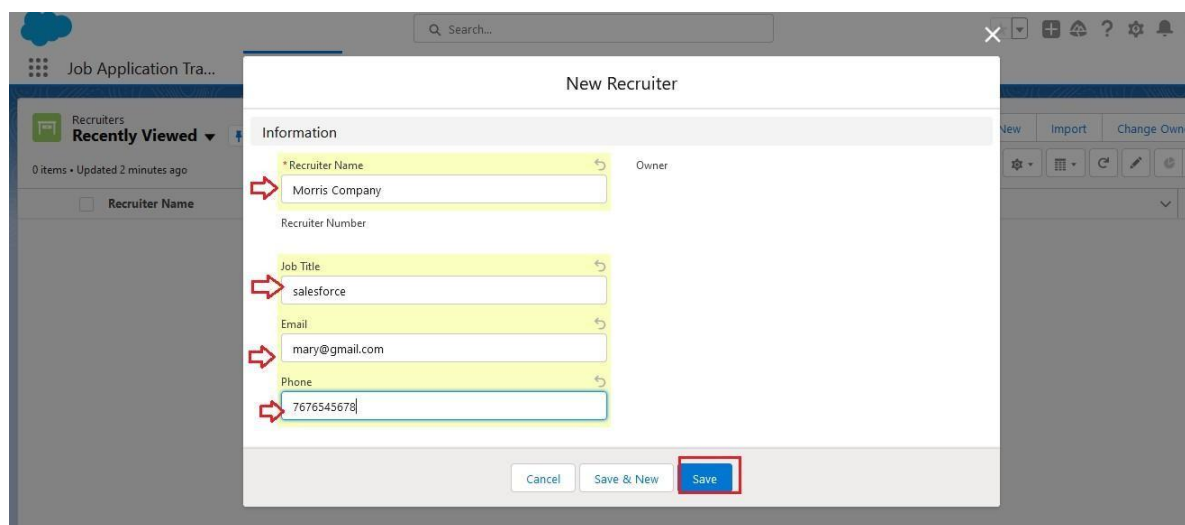 Search...
Job Application Tra...
New Recruiter
Recruiters
Recently Viewed
New Import Change Own
Information
0 items • Updated 2 minutes ago
* Recruiter Name
Owner
Morris Company
Recruiter Name
Recruiter Number
Job Title
salesforce
Email
mary@gmail.com
Phone
7676545678
Cancel Save & New Save